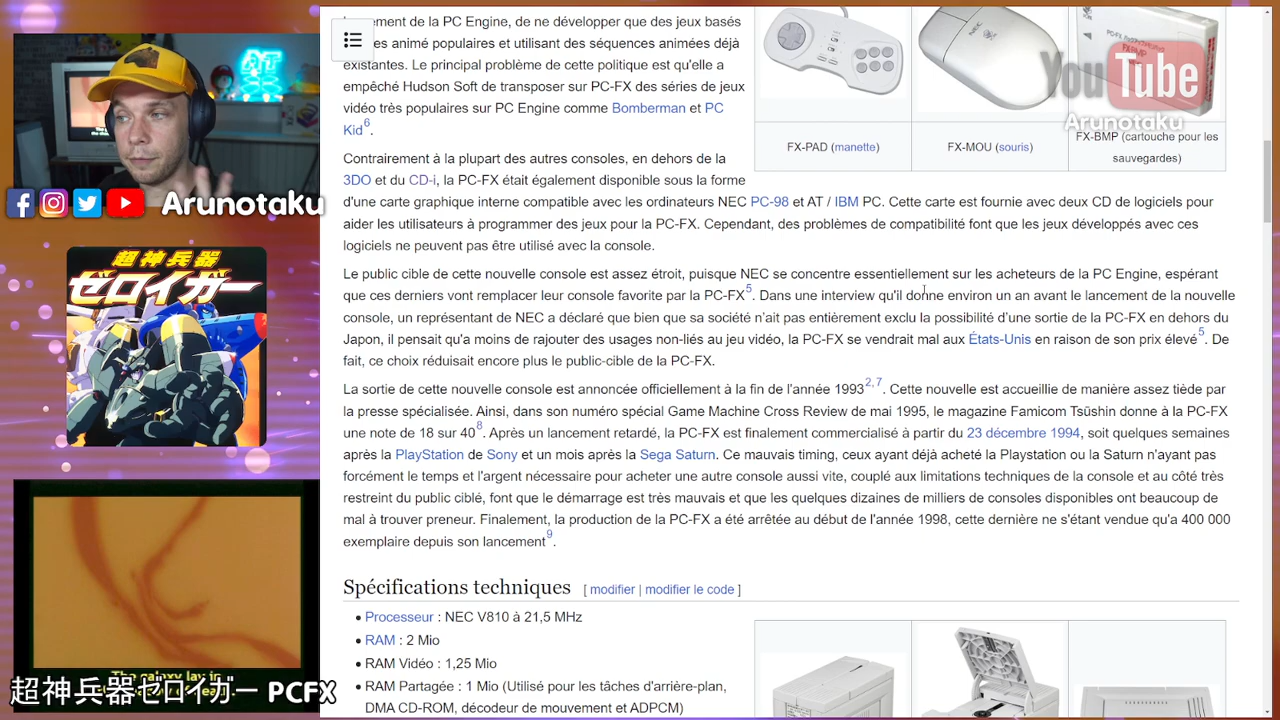 lancement de la PC Engine, de ne développer que des jeux basés
animé populaires et utilisant des séquences animées déjà
existantes. Le principal problème de cette politique est qu'elle a
empêché Hudson Soft de transposer sur PC-FX des séries de jeux
vidéo très populaires sur PC Engine comme Bomberman et PC
Kid6.
Contrairement à la plupart des autres consoles, en dehors de la
3DO et du CD-i, la PC-FX était également disponible sous la forme
d'une carte graphique interne compatible avec les ordinateurs NEC PC-98 et AT / IBM PC. Cette carte est fournie avec deux CD de logiciels pour
aider les utilisateurs à programmer des jeux pour la PC-FX. Cependant, des problèmes de compatibilité font que les jeux développés avec ces
logiciels ne peuvent pas être utilisé avec la console.
Le public cible de cette nouvelle console est assez étroit, puisque NEC se concentre essentiellement sur les acheteurs de la PC Engine, espérant
que ces derniers vont remplacer leur console favorite par la PC-FX5. Dans une interview qu'il donne environ un an avant le lancement de la nouvelle
console, un représentant de NEC a déclaré que bien que sa société n'ait pas entièrement exclu la possibilité d'une sortie de la PC-FX en dehors du
Japon, il pensait qu'a moins de rajouter des usages non-liés au jeu vidéo, la PC-FX se vendrait mal aux États-Unis en raison de son prix élevé5. De
fait, ce choix réduisait encore plus le public-cible de la PC-FX.
La sortie de cette nouvelle console est annoncée officiellement à la fin de l'année 19932,7. Cette nouvelle est accueillie de manière assez tiède par
la presse spécialisée. Ainsi, dans son numéro spécial Game Machine Cross Review de mai 1995, le magazine Famicom Tsūshin donne à la PC-FX
une note de 18 sur 408. Après un lancement retardé, la PC-FX est finalement commercialisé à partir du 23 décembre 1994, soit quelques semaines
après la PlayStation de Sony et un mois après la Sega Saturn. Ce mauvais timing, ceux ayant déjà acheté la Playstation ou la Saturn n'ayant pas
forcément le temps et l'argent nécessaire pour acheter une autre console aussi vite, couplé aux limitations techniques de la console et au côté très
restreint du public ciblé, font que le démarrage est très mauvais et que les quelques dizaines de milliers de consoles disponibles ont beaucoup de
mal à trouver preneur. Finalement, la production de la PC-FX a été arrêtée au début de l'année 1998, cette dernière ne s'étant vendue qu'a 400 000
exemplaire depuis son lancement9.
Spécifications techniques [ modifier | modifier le code ]
Processeur : NEC V810 à 21,5 MHz
RAM : 2 Mio
RAM Vidéo : 1,25 Mio
RAM Partagée : 1 Mio (Utilisé pour les tâches d'arrière-plan,
DMA CD-ROM, décodeur de mouvement et ADPCM)
FX-PAD (manette)
FX-MOU (souris)
FX-BMP (cartouche pour les
sauvegardes)
YouTube
Arunotaku
NEC
AT
Arunotaku
超神兵器
ゼロイガー
The galaxy lay in
超神兵器ゼロイガー PCFX